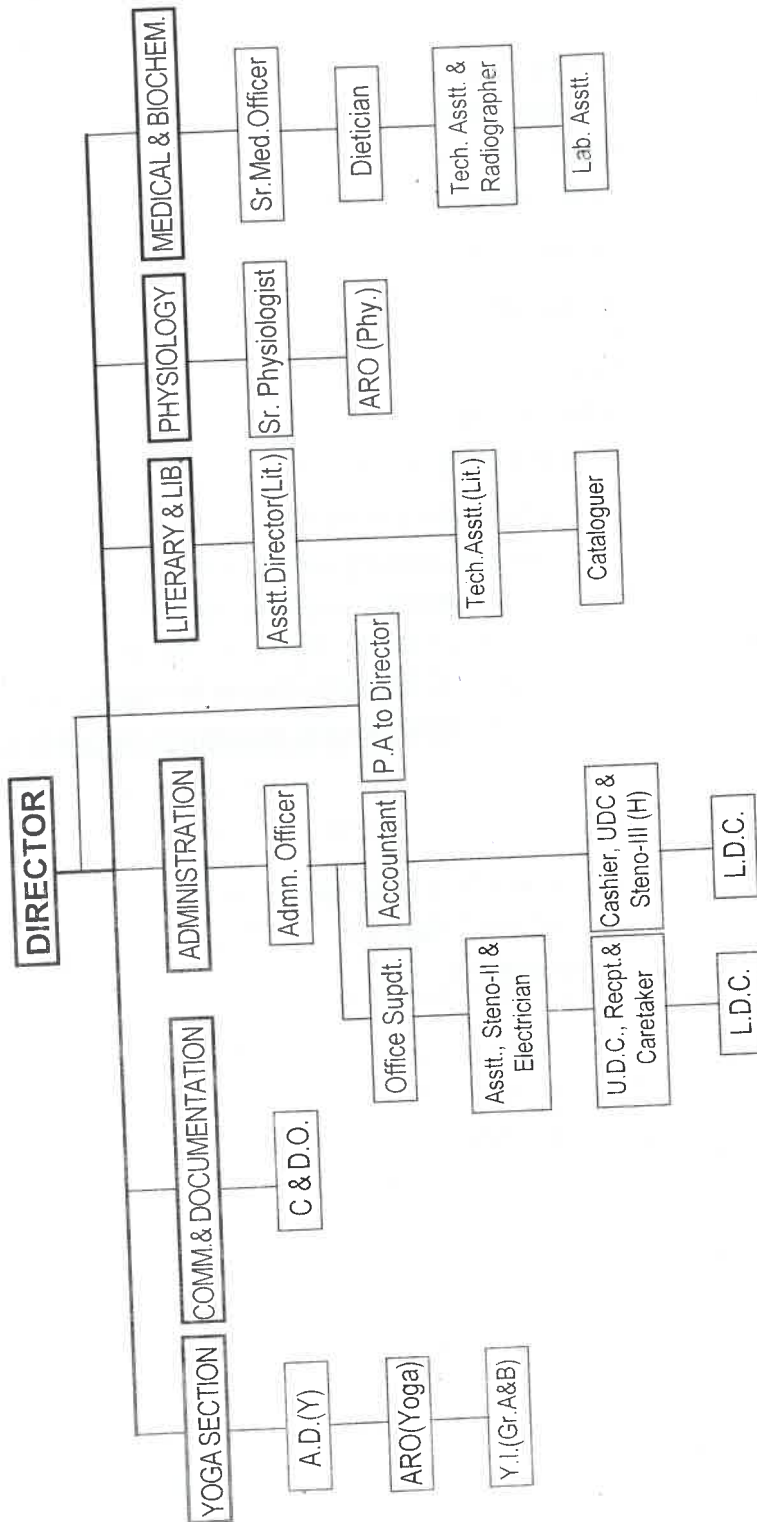 DIRECTOR
YOGA SECTION
COMM.& DOCUMENTATION
ADMINISTRATION
LITERARY & LIB.
PHYSIOLOGY
MEDICAL & BIOCHEM.
A.D.(Y)
C & D.O.
Admn. Officer
Asstt.Director(Lit.)
Sr. Physiologist
Sr.Med.Officer
ARO(Yoga)
Office Supdt.
Accountant
P.A to Director
ARO (Phy.)
Dietician
Y.I.(Gr.A&B)
Asstt., Steno-II &
Electrician
Tech.Asstt.(Lit.)
Tech. Asstt. &
Radiographer
U.D.C., Recpt.&
Caretaker
Cashier, UDC &
Steno-III (H)
Cataloguer
Lab. Asstt.
L.D.C.
L.D.C.